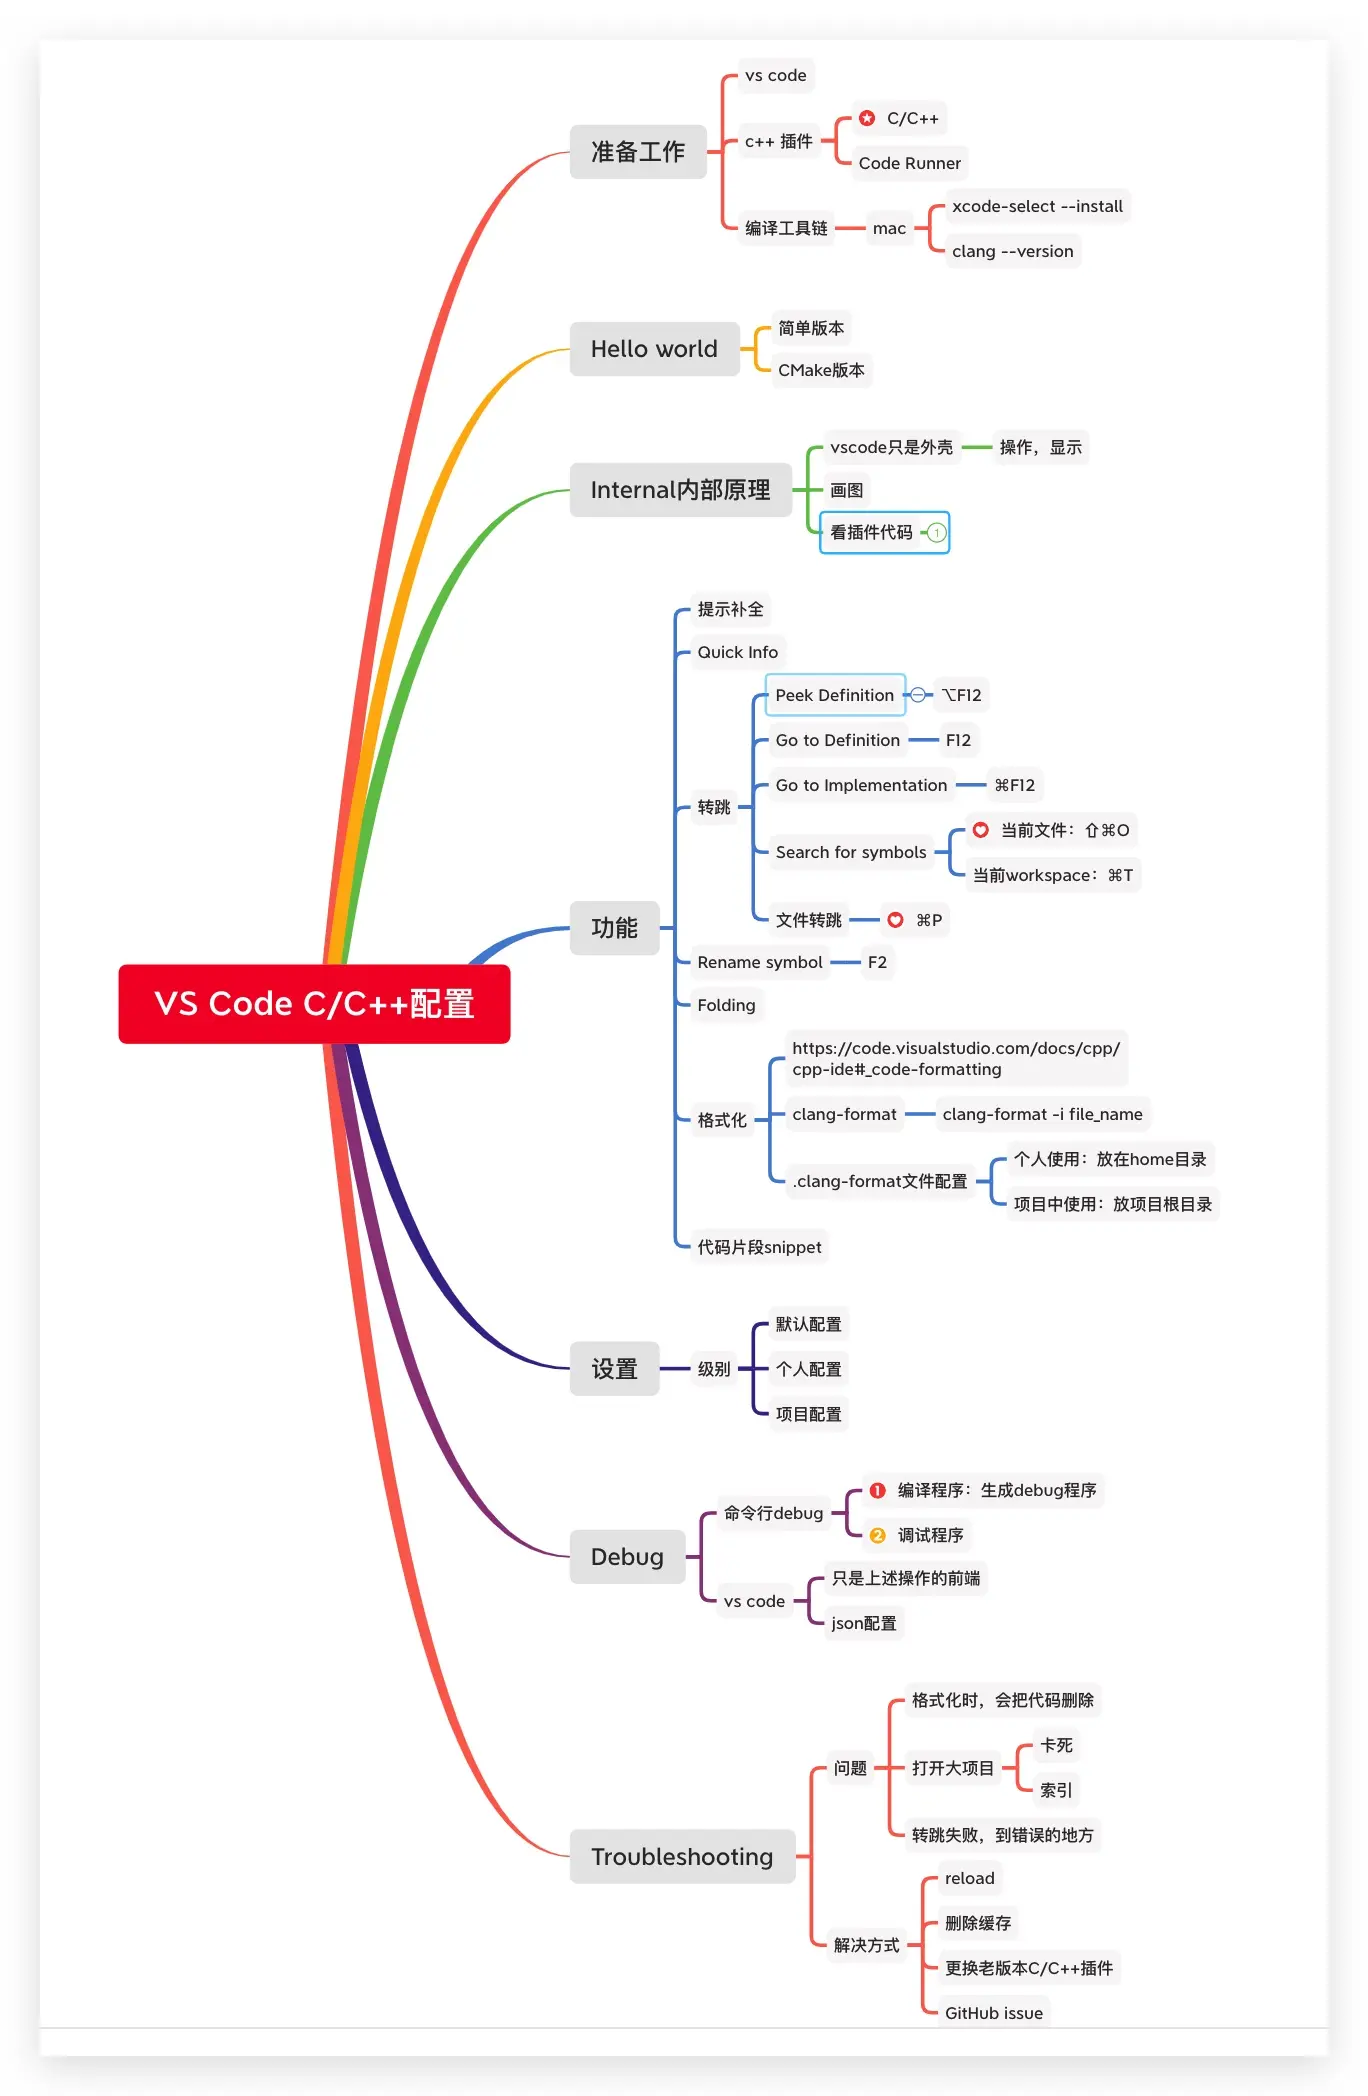 VS Code C/C++配置
准备工作
vs code
c++ 插件
C/C++
Code Runner
编译工具链
mac
xcode-select --install
clang --version
Hello world
简单版本
CMake版本
Internal内部原理
vscode只是外壳
操作，显示
画图
看插件代码
1
功能
提示补全
Quick Info
转跳
Peek Definition
⌥F12
Go to Definition
F12
Go to Implementation
⌘F12
Search for symbols
当前文件：⇧⌘O
当前workspace：⌘T
文件转跳
⌘P
Rename symbol
F2
Folding
格式化
https://code.visualstudio.com/docs/cpp/
cpp-ide#_code-formatting
clang-format
clang-format -i file_name
.clang-format文件配置
个人使用：放在home目录
项目中使用：放项目根目录
代码片段snippet
设置
级别
默认配置
个人配置
项目配置
Debug
命令行debug
1 编译程序：生成debug程序
2 调试程序
vs code
只是上述操作的前端
json配置
Troubleshooting
问题
格式化时，会把代码删除
打开大项目
卡死
索引
转跳失败，到错误的地方
解决方式
reload
删除缓存
更换老版本C/C++插件
GitHub issue